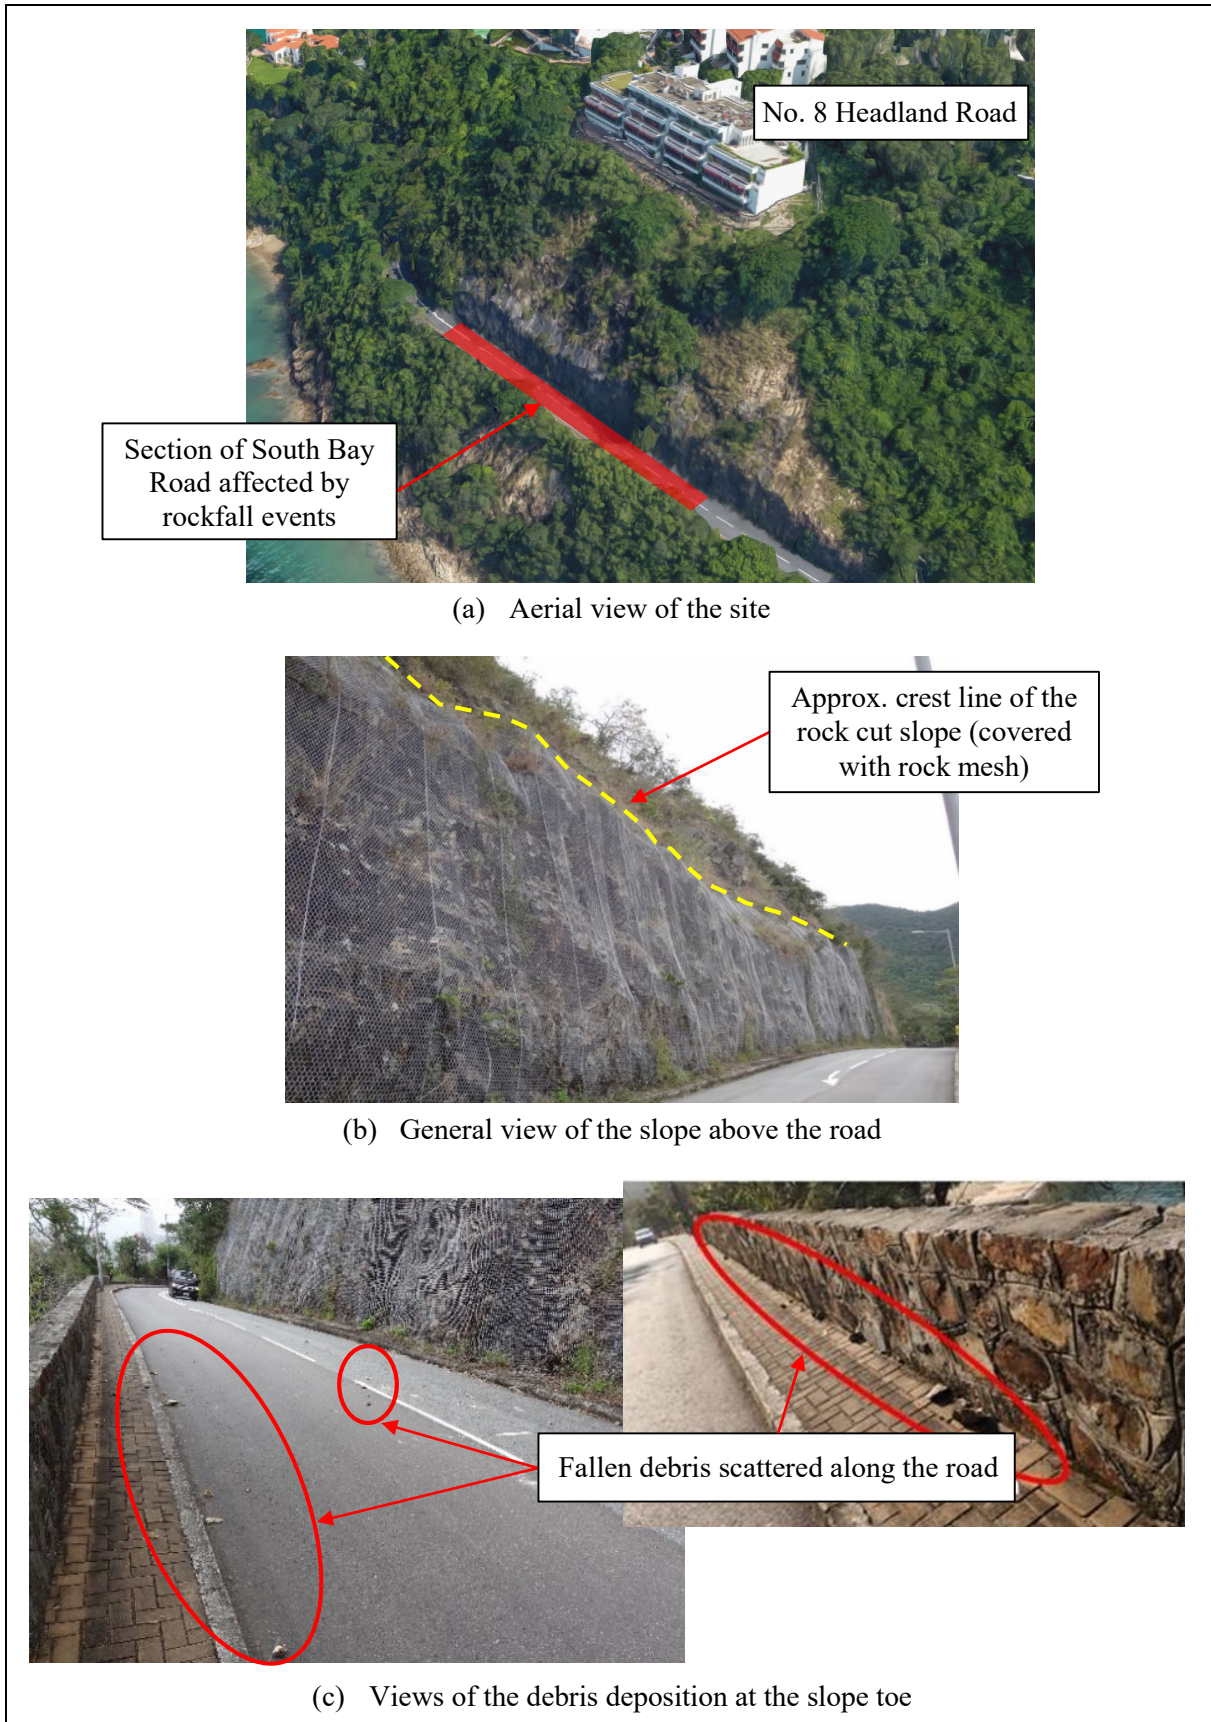 No. 8 Headland Road
Section of South Bay
Road affected by
rockfall events
(a) Aerial view of the site
Approx. crest line of the
rock cut slope (covered
with rock mesh)
(b) General view of the slope above the road
Fallen debris scattered along the road
(c) Views of the debris deposition at the slope toe